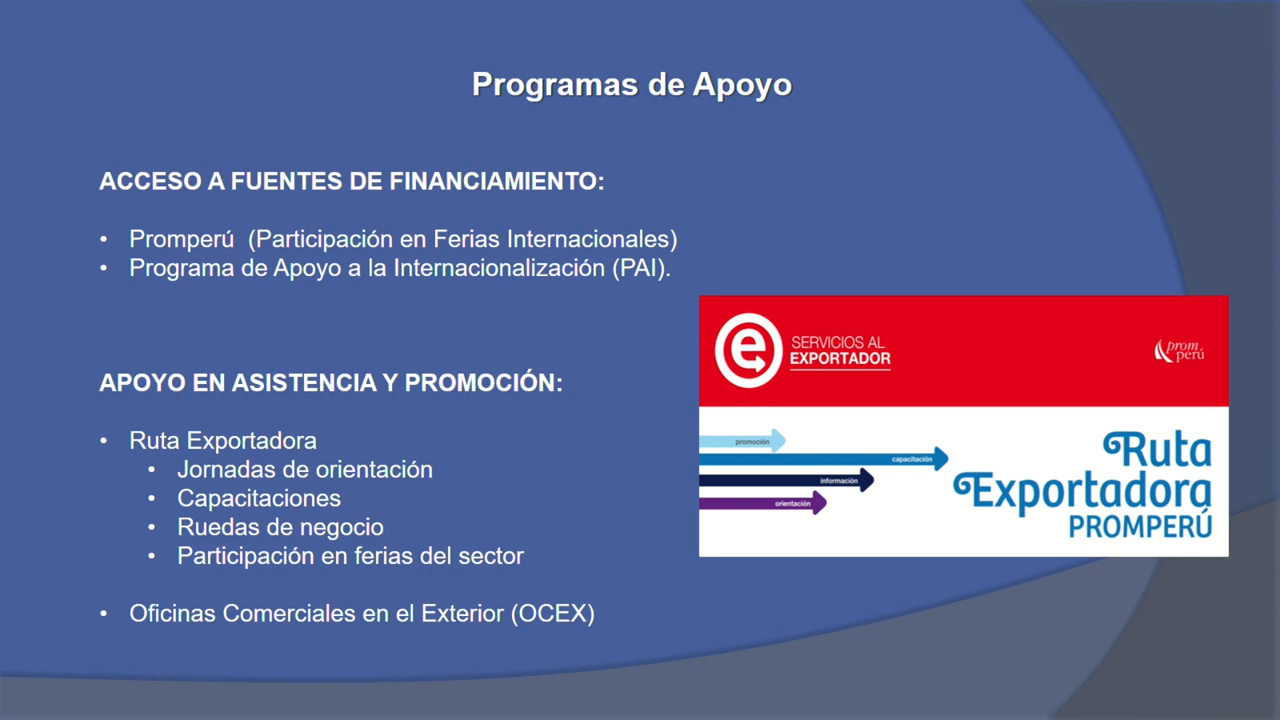 Programas de Apoyo
ACCESO A FUENTES DE FINANCIAMIENTO:
• Promperú (Participación en Ferias Internacionales)
• Programa de Apoyo a la Internacionalización (PAI).
APOYO EN ASISTENCIA Y PROMOCIÓN:
• Ruta Exportadora
• Jornadas de orientación
• Capacitaciones
• Ruedas de negocio
• Participación en ferias del sector
• Oficinas Comerciales en el Exterior (OCEX)
e
SERVICIOS AL
EXPORTADOR
prom
perú
promoción
capacitación
información
orientación
Ruta
Exportadora
PROMPERÚ